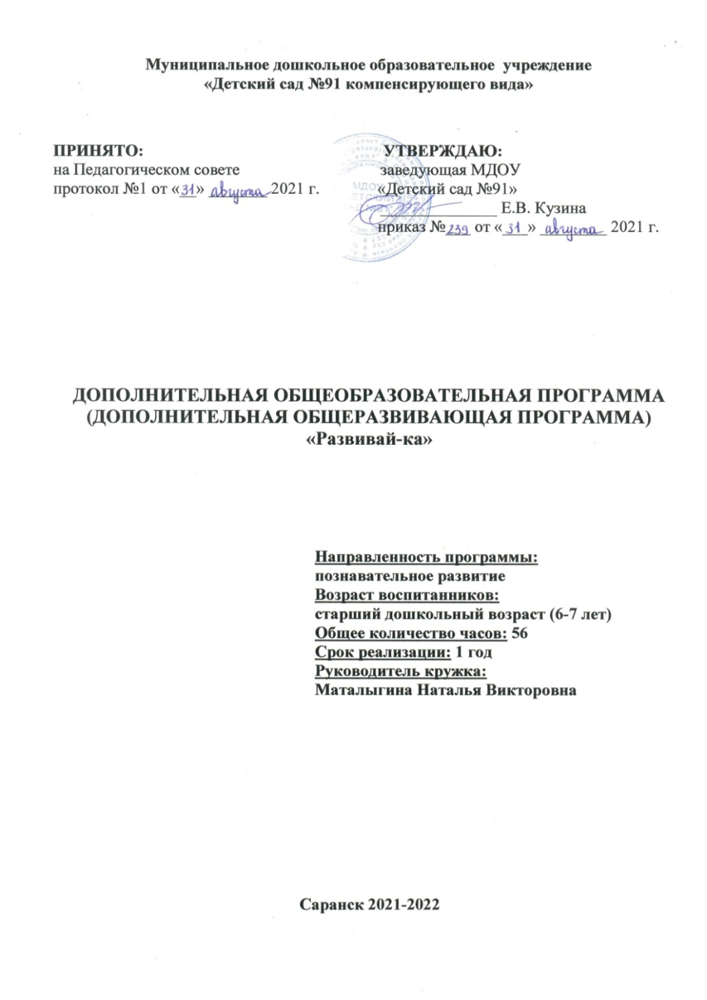 Муниципальное дошкольное образовательное учреждение
«Детский сад №91 компенсирующего вида»
ПРИНЯТО:
на Педагогическом совете
протокол №1 от «31» августа 2021 г.
УТВЕРЖДАЮ:
заведующая МДОУ
«Детский сад №91»
Е.В. Кузина
приказ №239 от «31» августа 2021 г.
МДОУ
ДОПОЛНИТЕЛЬНАЯ ОБЩЕОБРАЗОВАТЕЛЬНАЯ ПРОГРАММА
(ДОПОЛНИТЕЛЬНАЯ ОБЩЕРАЗВИВАЮЩАЯ ПРОГРАММА)
«Развивай-ка»
Направленность программы:
познавательное развитие
Возраст воспитанников:
старший дошкольный возраст (6-7 лет)
Общее количество часов: 56
Срок реализации: 1 год
Руководитель кружка:
Маталыгина Наталья Викторовна
Саранск 2021-2022